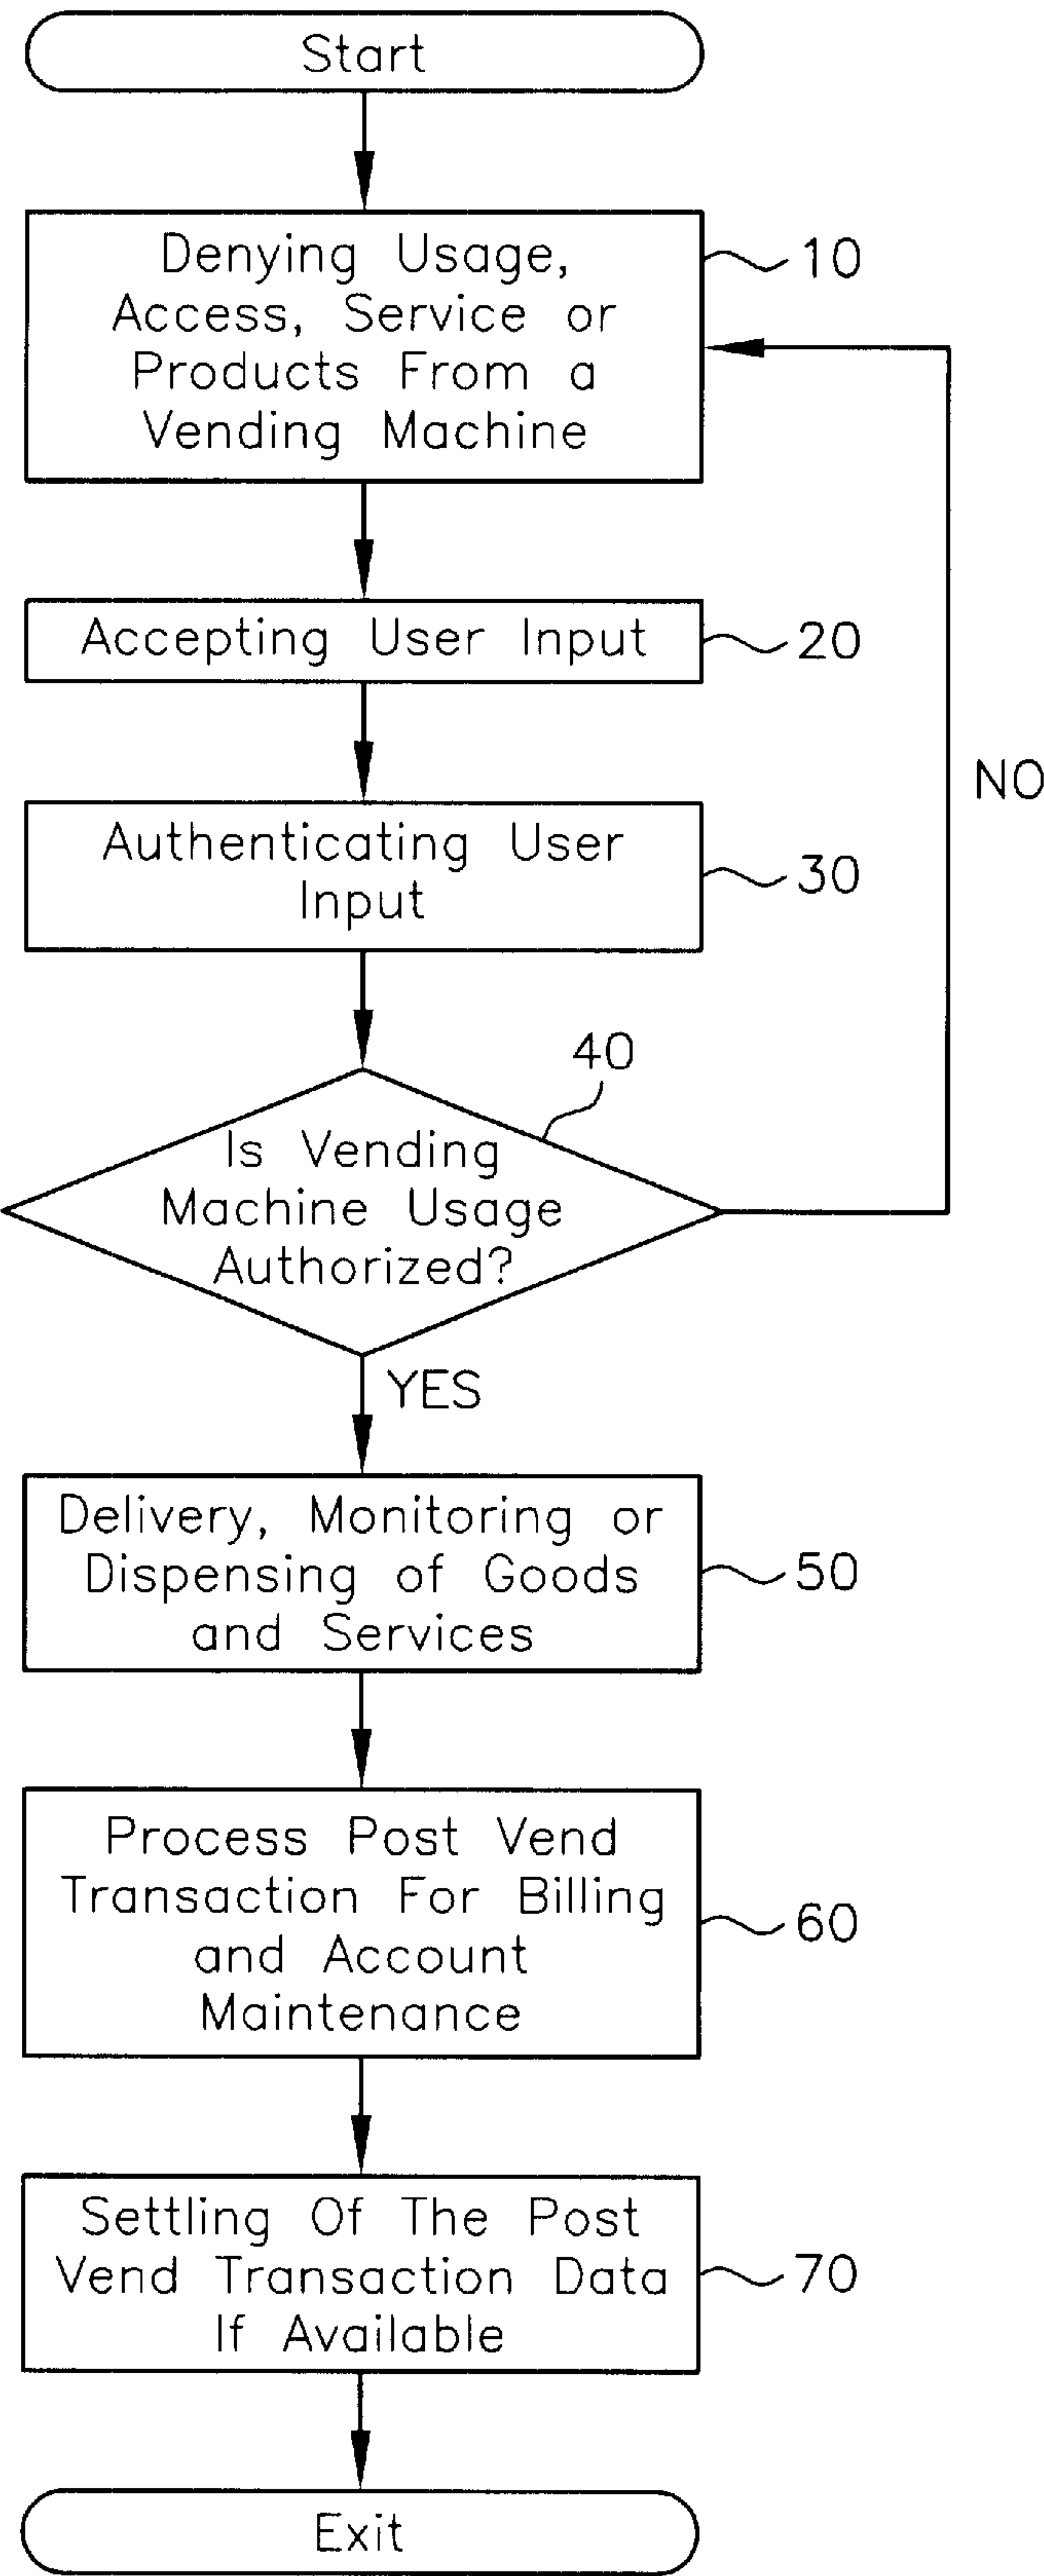 Start
Denying Usage,
Access, Service or
Products From a
Vending Machine
10
Accepting User Input
20
NO
Authenticating User
Input
30
40
Is Vending
Machine Usage
Authorized?
YES
Delivery, Monitoring or
Dispensing of Goods
and Services
50
Process Post Vend
Transaction For Billing
and Account
Maintenance
60
Settling Of The Post
Vend Transaction Data
If Available
70
Exit